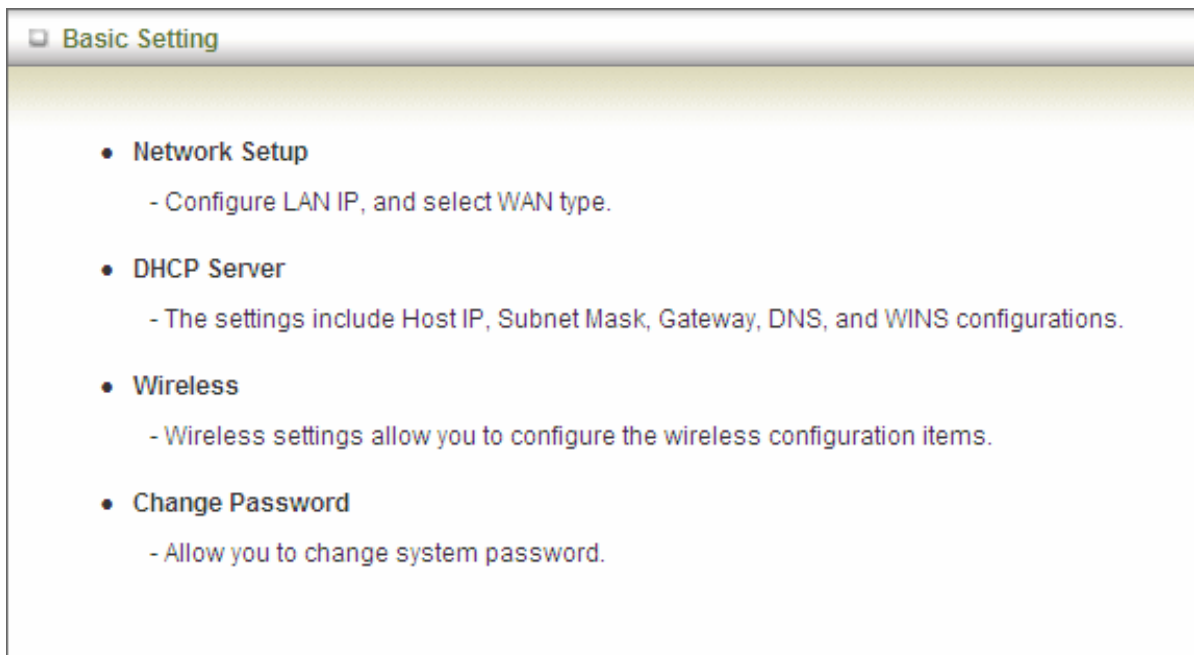 Basic Setting
• Network Setup
- Configure LAN IP, and select WAN type.
• DHCP Server
- The settings include Host IP, Subnet Mask, Gateway, DNS, and WINS configurations.
• Wireless
- Wireless settings allow you to configure the wireless configuration items.
• Change Password
- Allow you to change system password.